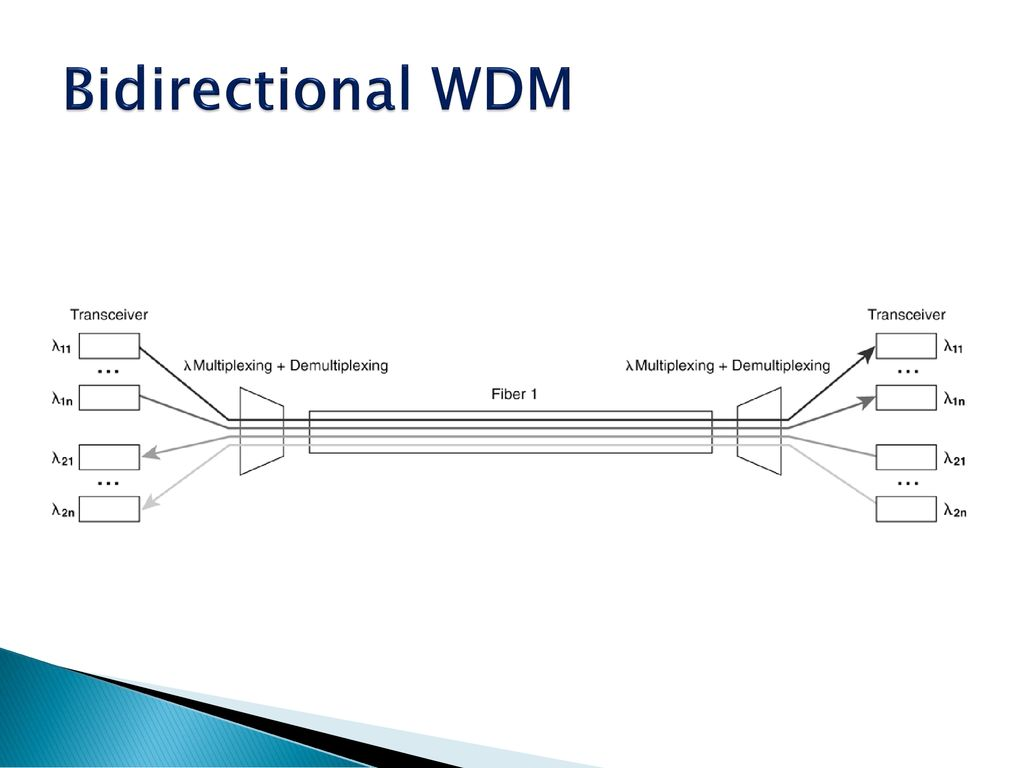 Bidirectional WDM
Transceiver Transceiver
λ11 λ11
... ...
λMultiplexing + Demultiplexing λMultiplexing + Demultiplexing
λ1n Fiber 1 λ1n
λ21 λ21
... ...
λ2n λ2n